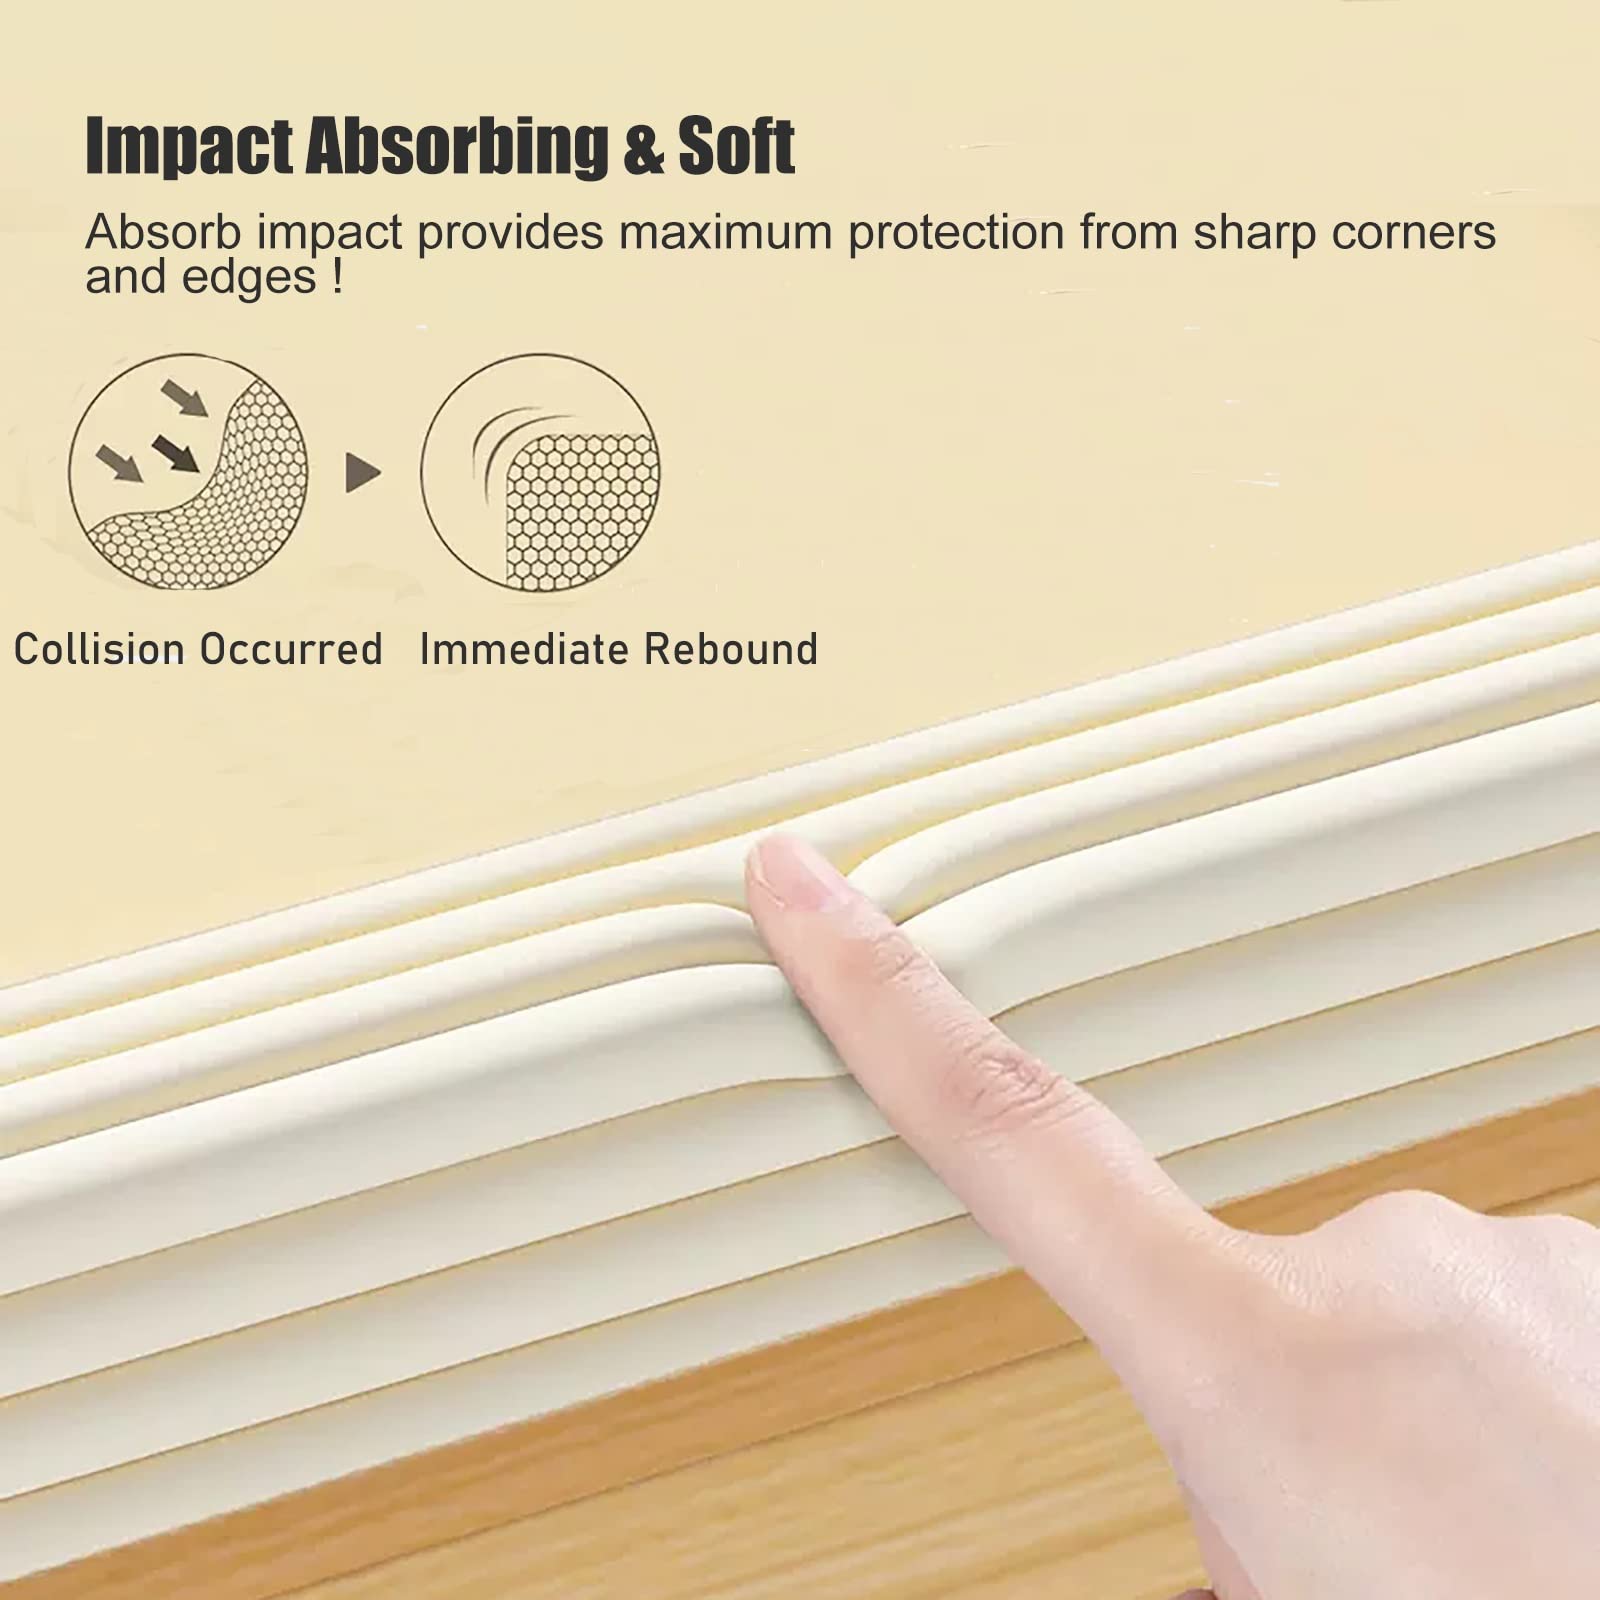 Impact Absorbing & Soft
Absorb impact provides maximum protection from sharp corners
and edges !
Collision Occurred
Immediate Rebound